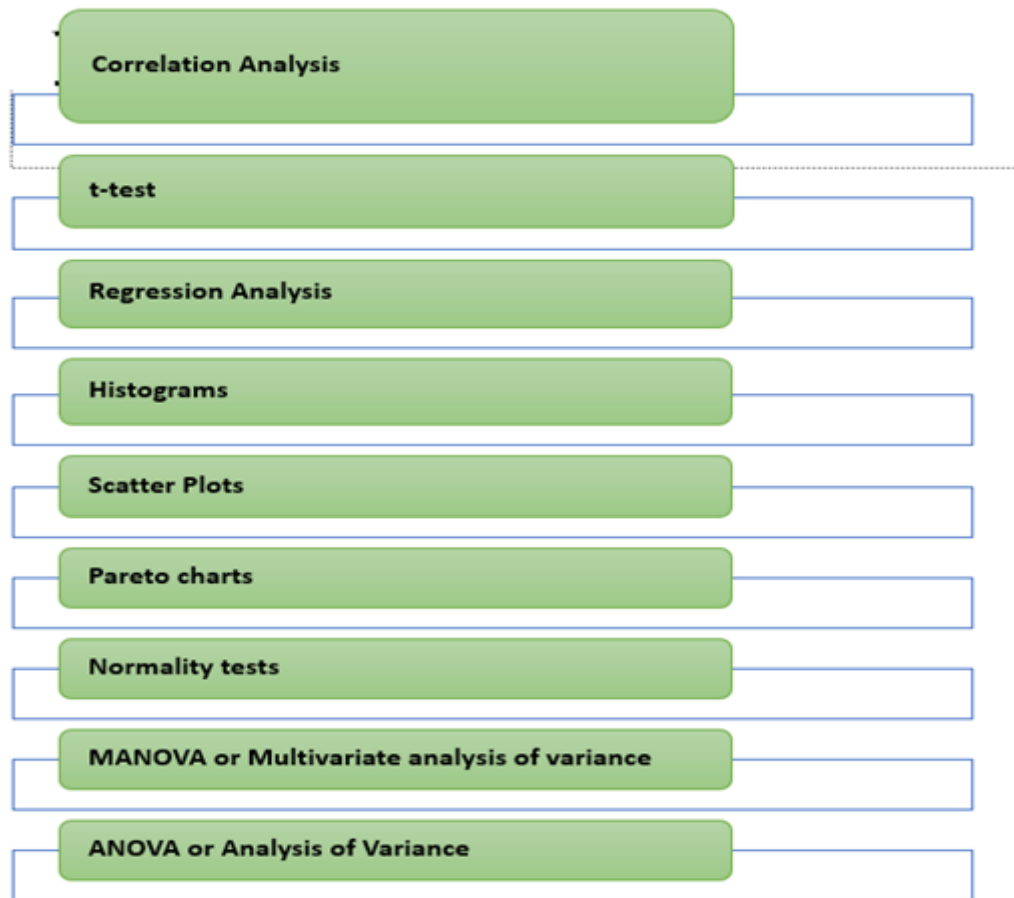 Correlation Analysis
t-test
Regression Analysis
Histograms
Scatter Plots
Pareto charts
Normality tests
MANOVA or Multivariate analysis of variance
ANOVA or Analysis of Variance